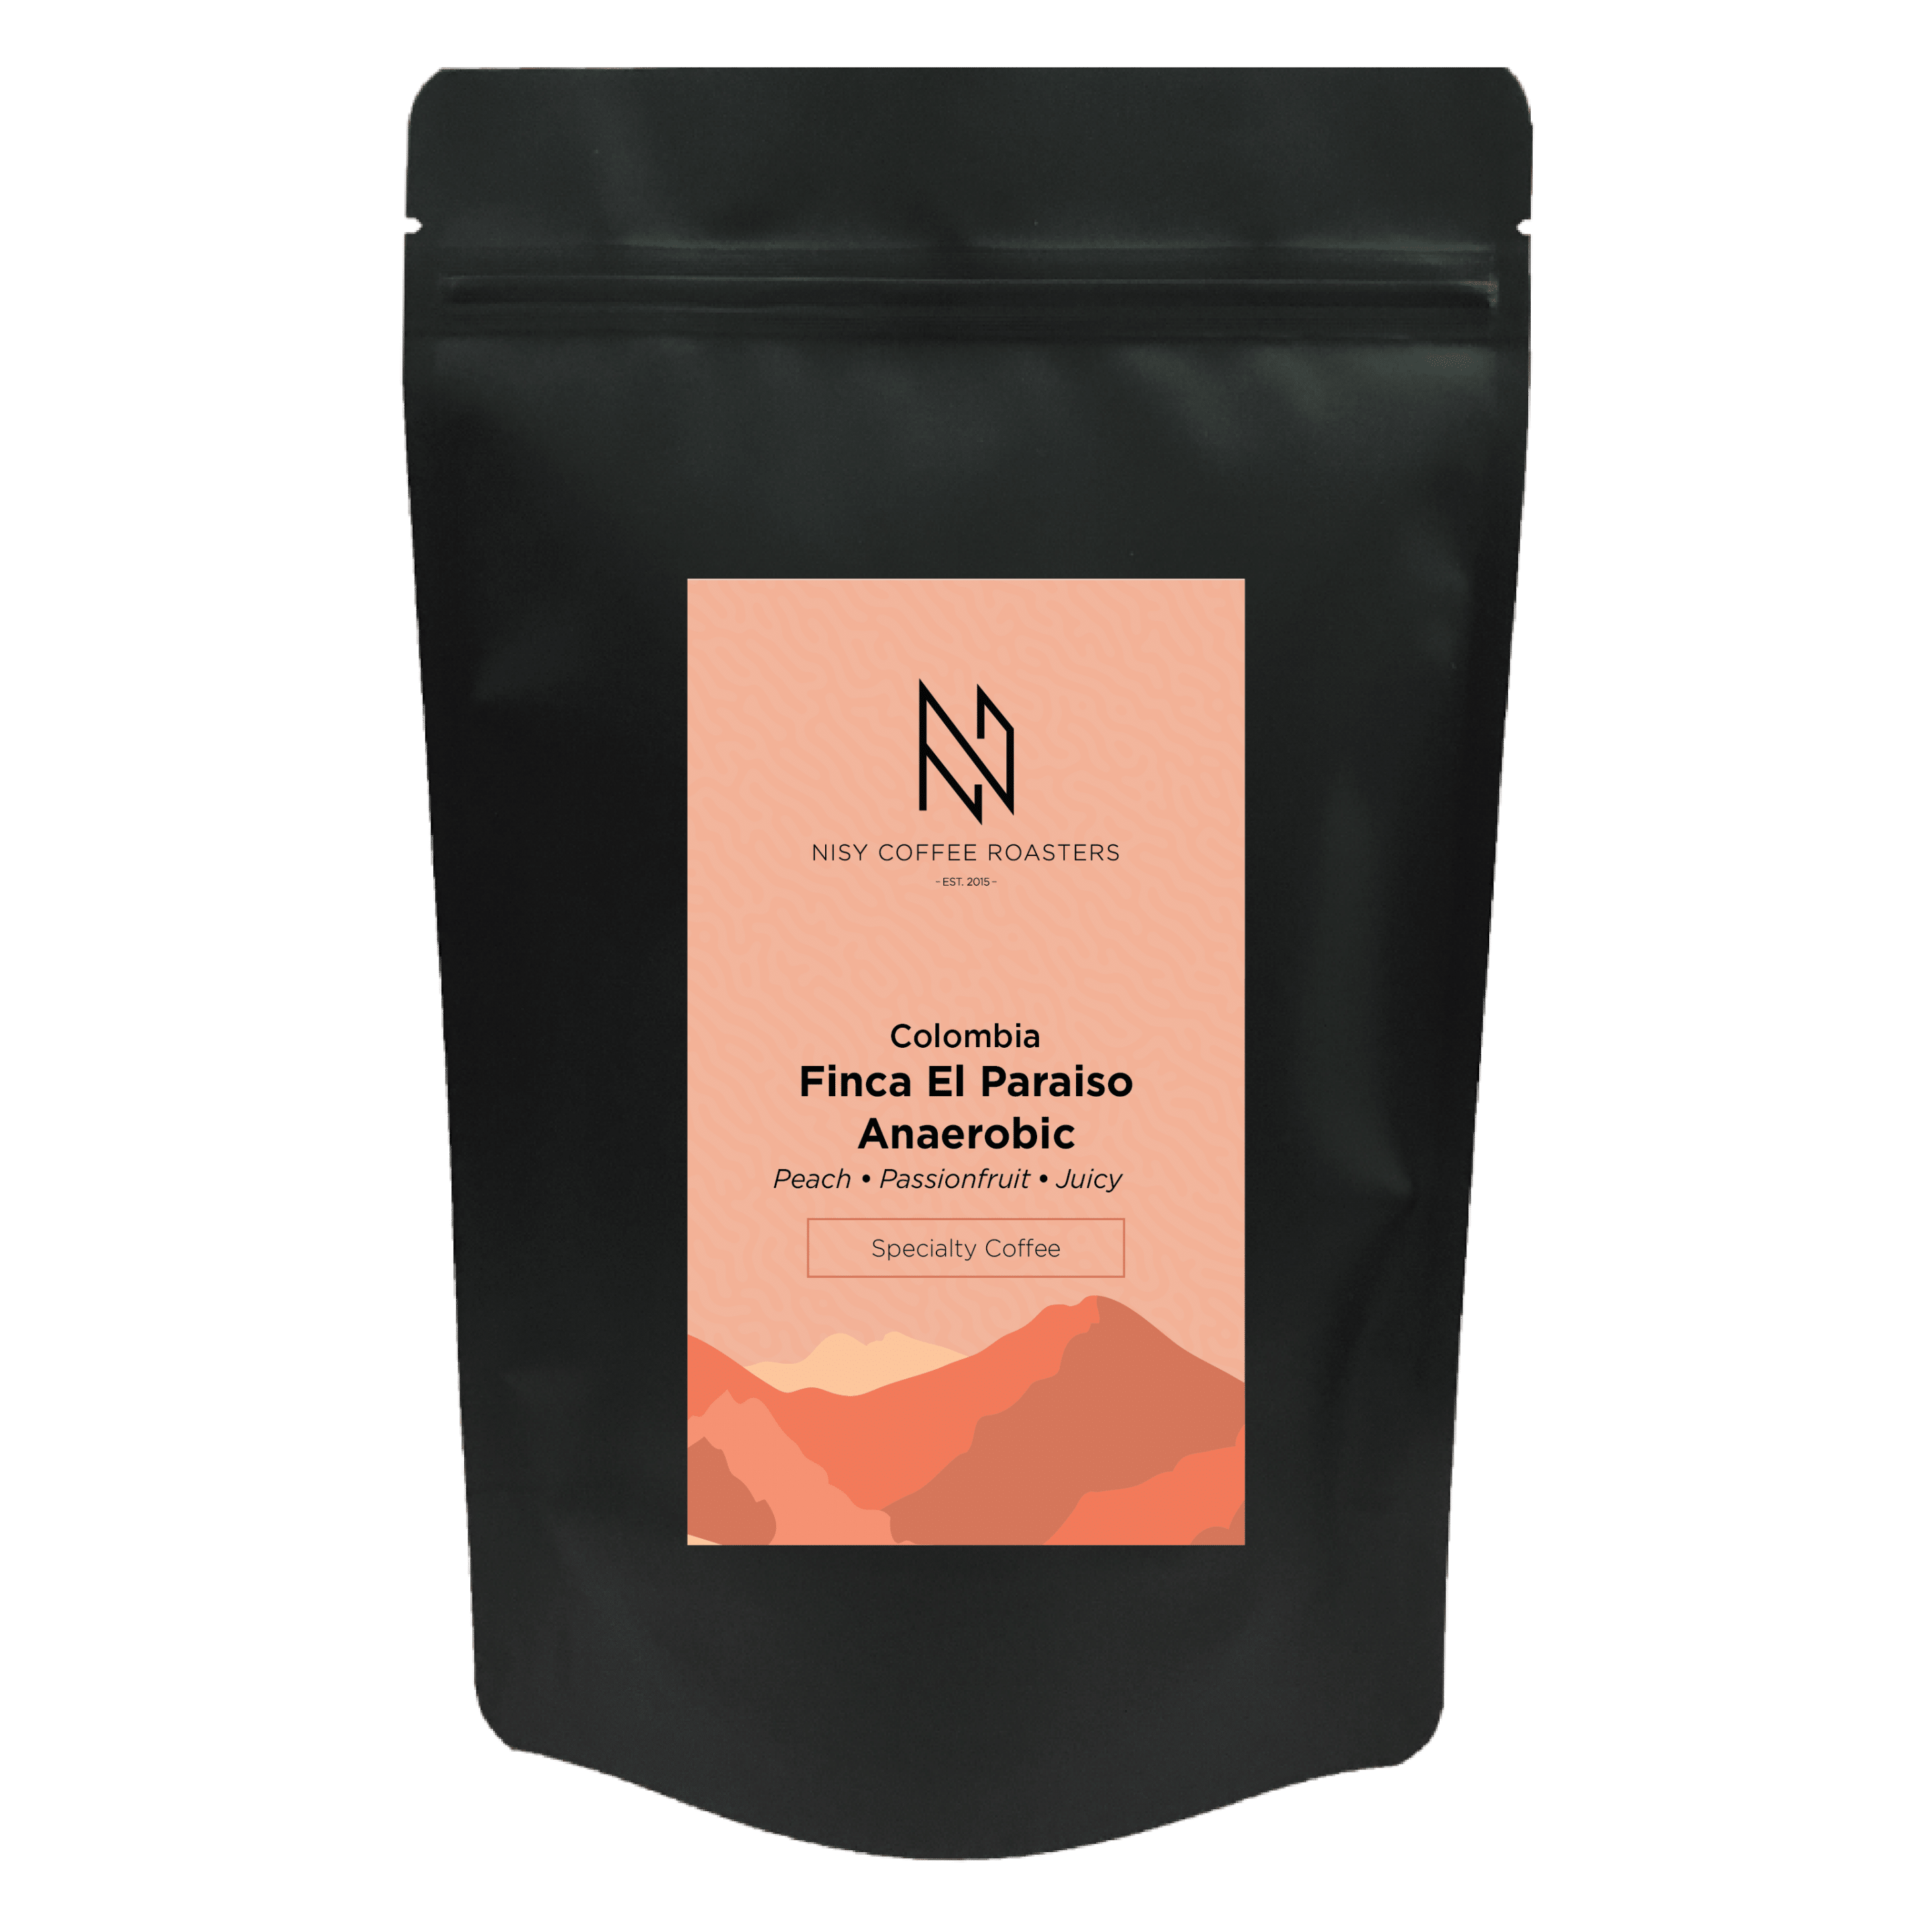 NISY COFFEE ROASTERS
- EST. 2015 -
Colombia
Finca El Paraiso
Anaerobic
Peach • Passionfruit • Juicy
Specialty Coffee